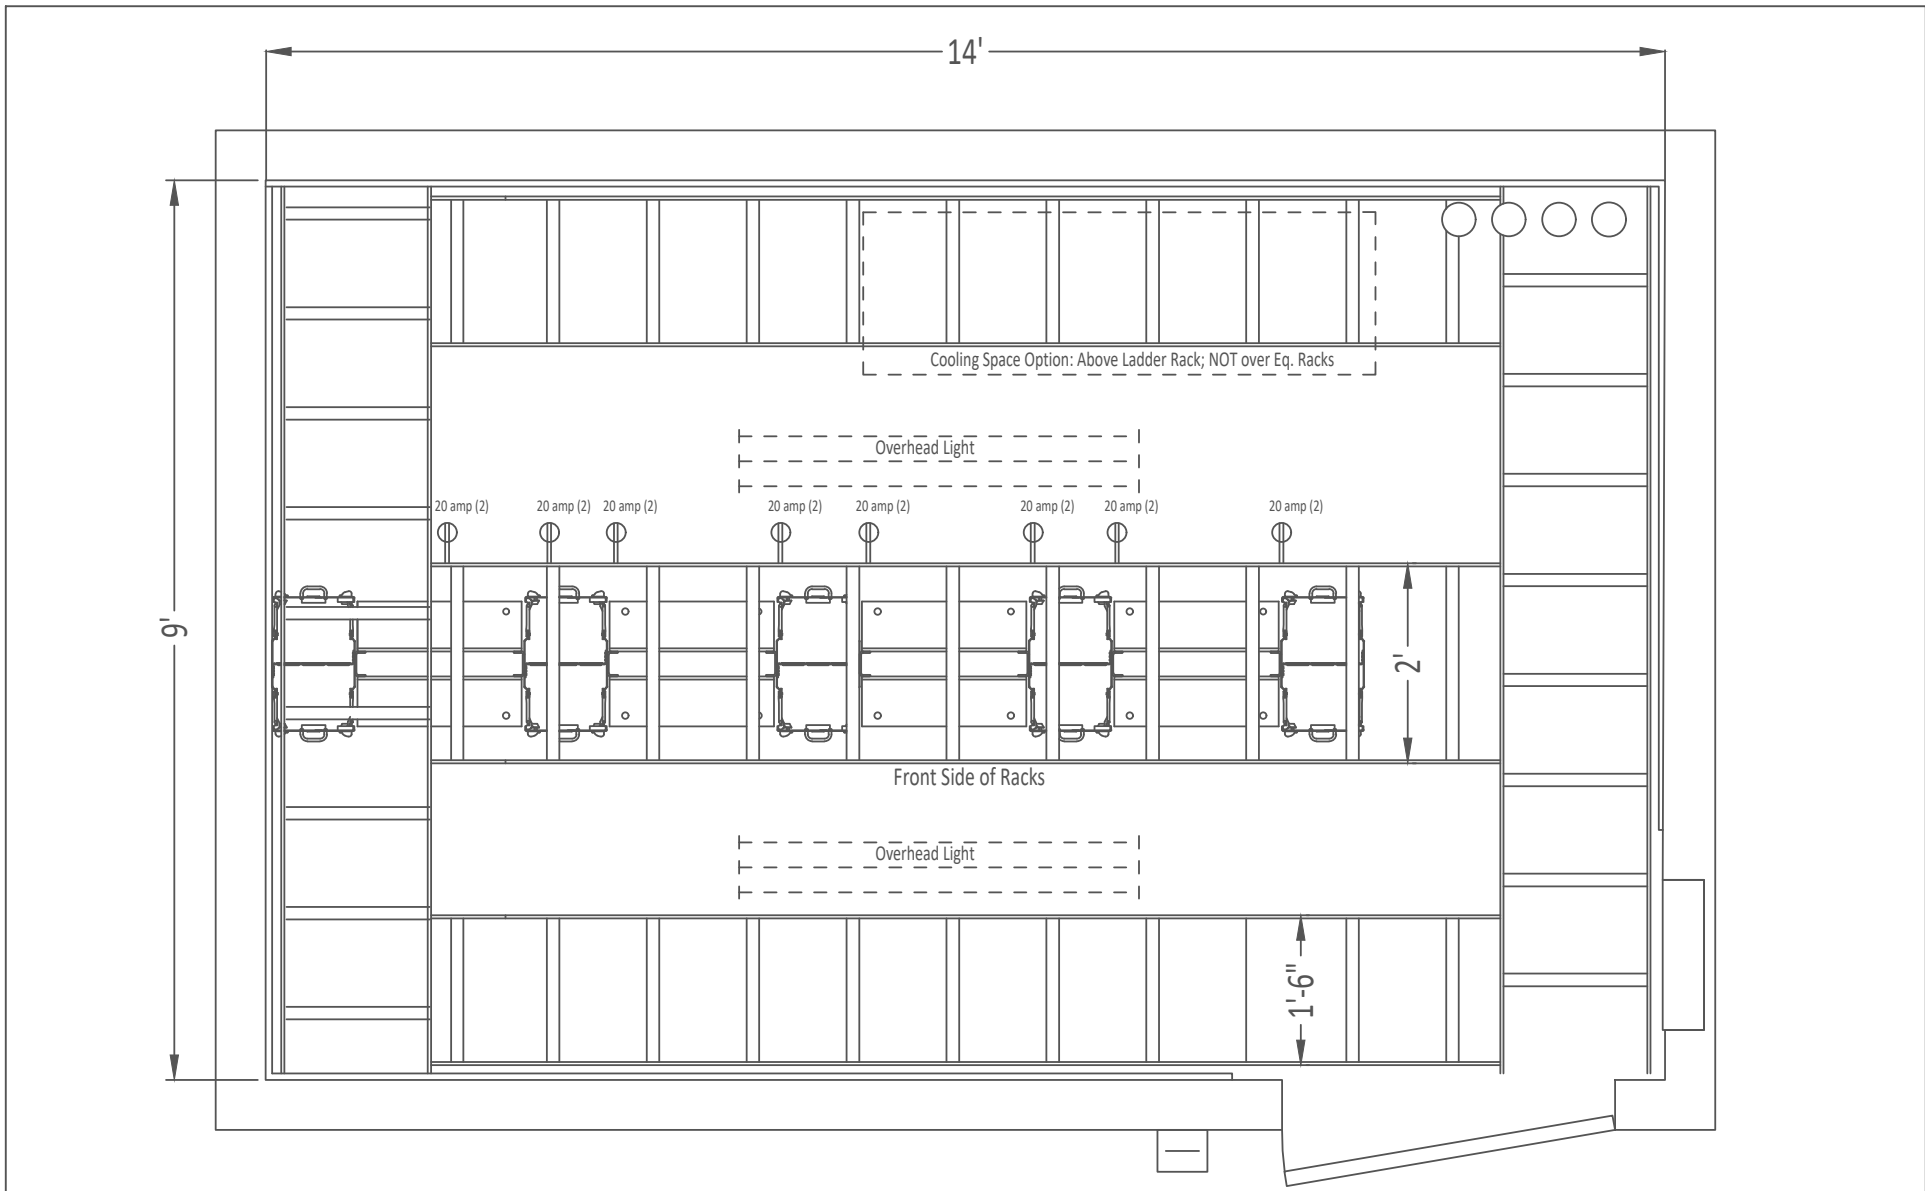 14'
Cooling Space Option: Above Ladder Rack; NOT over Eq. Racks
Overhead Light
20 amp (2)
20 amp (2)
20 amp (2)
20 amp (2)
20 amp (2)
20 amp (2)
20 amp (2)
20 amp (2)
9'
2'
Front Side of Racks
Overhead Light
1'-6"